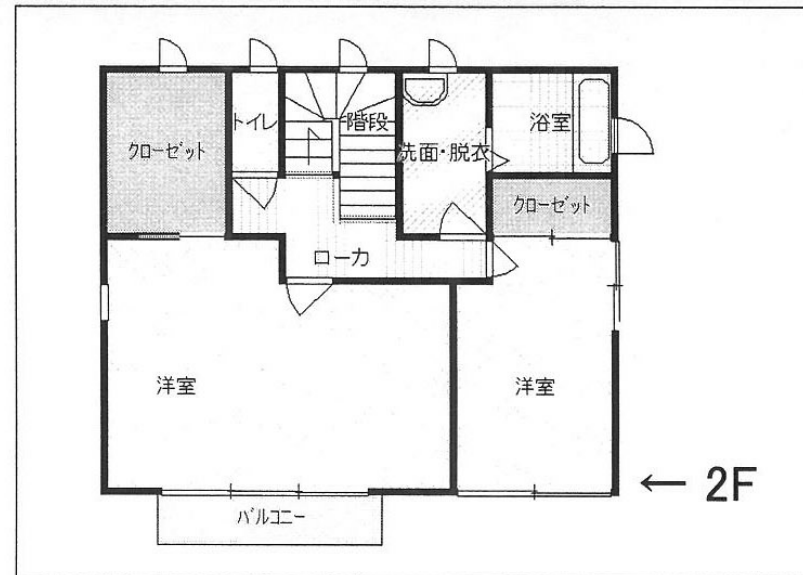 クローゼット
トイレ
階段
洗面・脱衣
浴室
クローゼット
ローカ
洋室
洋室
← 2F
バルコニー